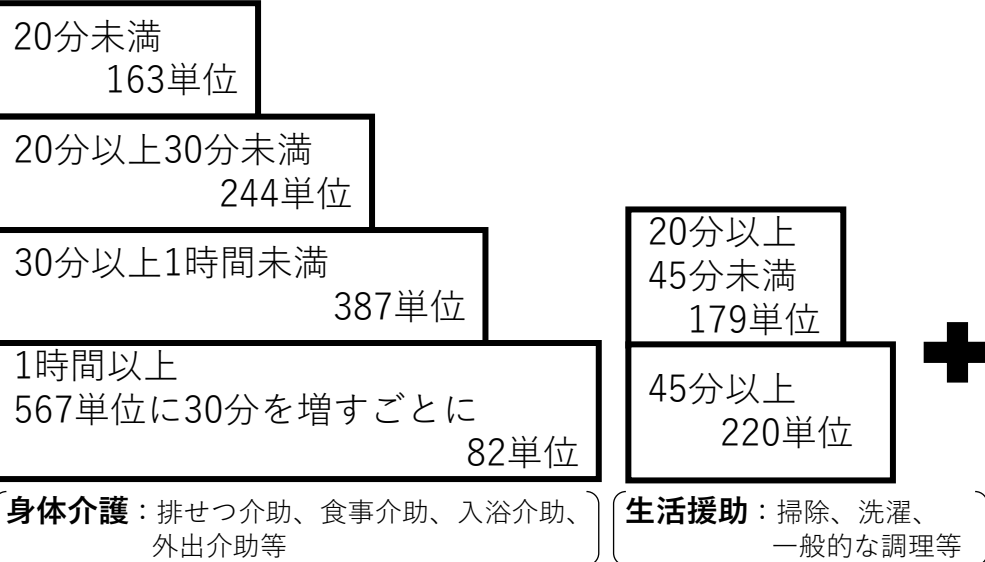 20分未満
163単位
20分以上30分未満
244単位
30分以上1時間未満
387単位
1時間以上
567単位に30分を増すごとに
82単位
20分以上
45分未満
179単位
45分以上
220単位
身体介護：排せつ介助、食事介助、入浴介助、
外出介助等
生活援助：掃除、洗濯、
一般的な調理等